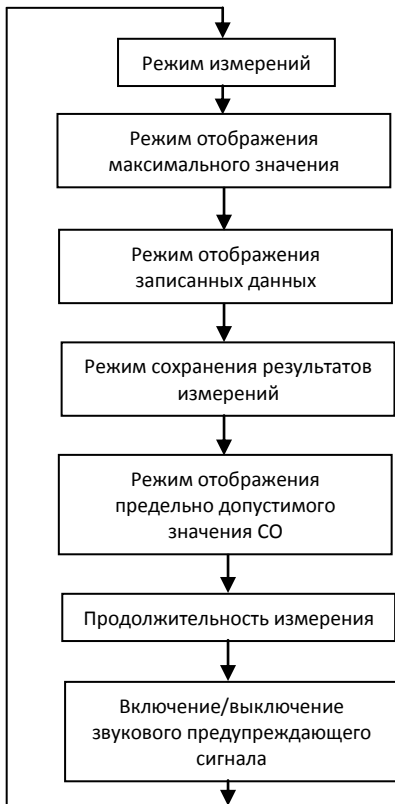 Режим измерений
Режим отображения
максимального значения
Режим отображения
записанных данных
Режим сохранения результатов
измерений
Режим отображения
предельно допустимого
значения СО
Продолжительность измерения
Включение/выключение
звукового предупреждающего
сигнала